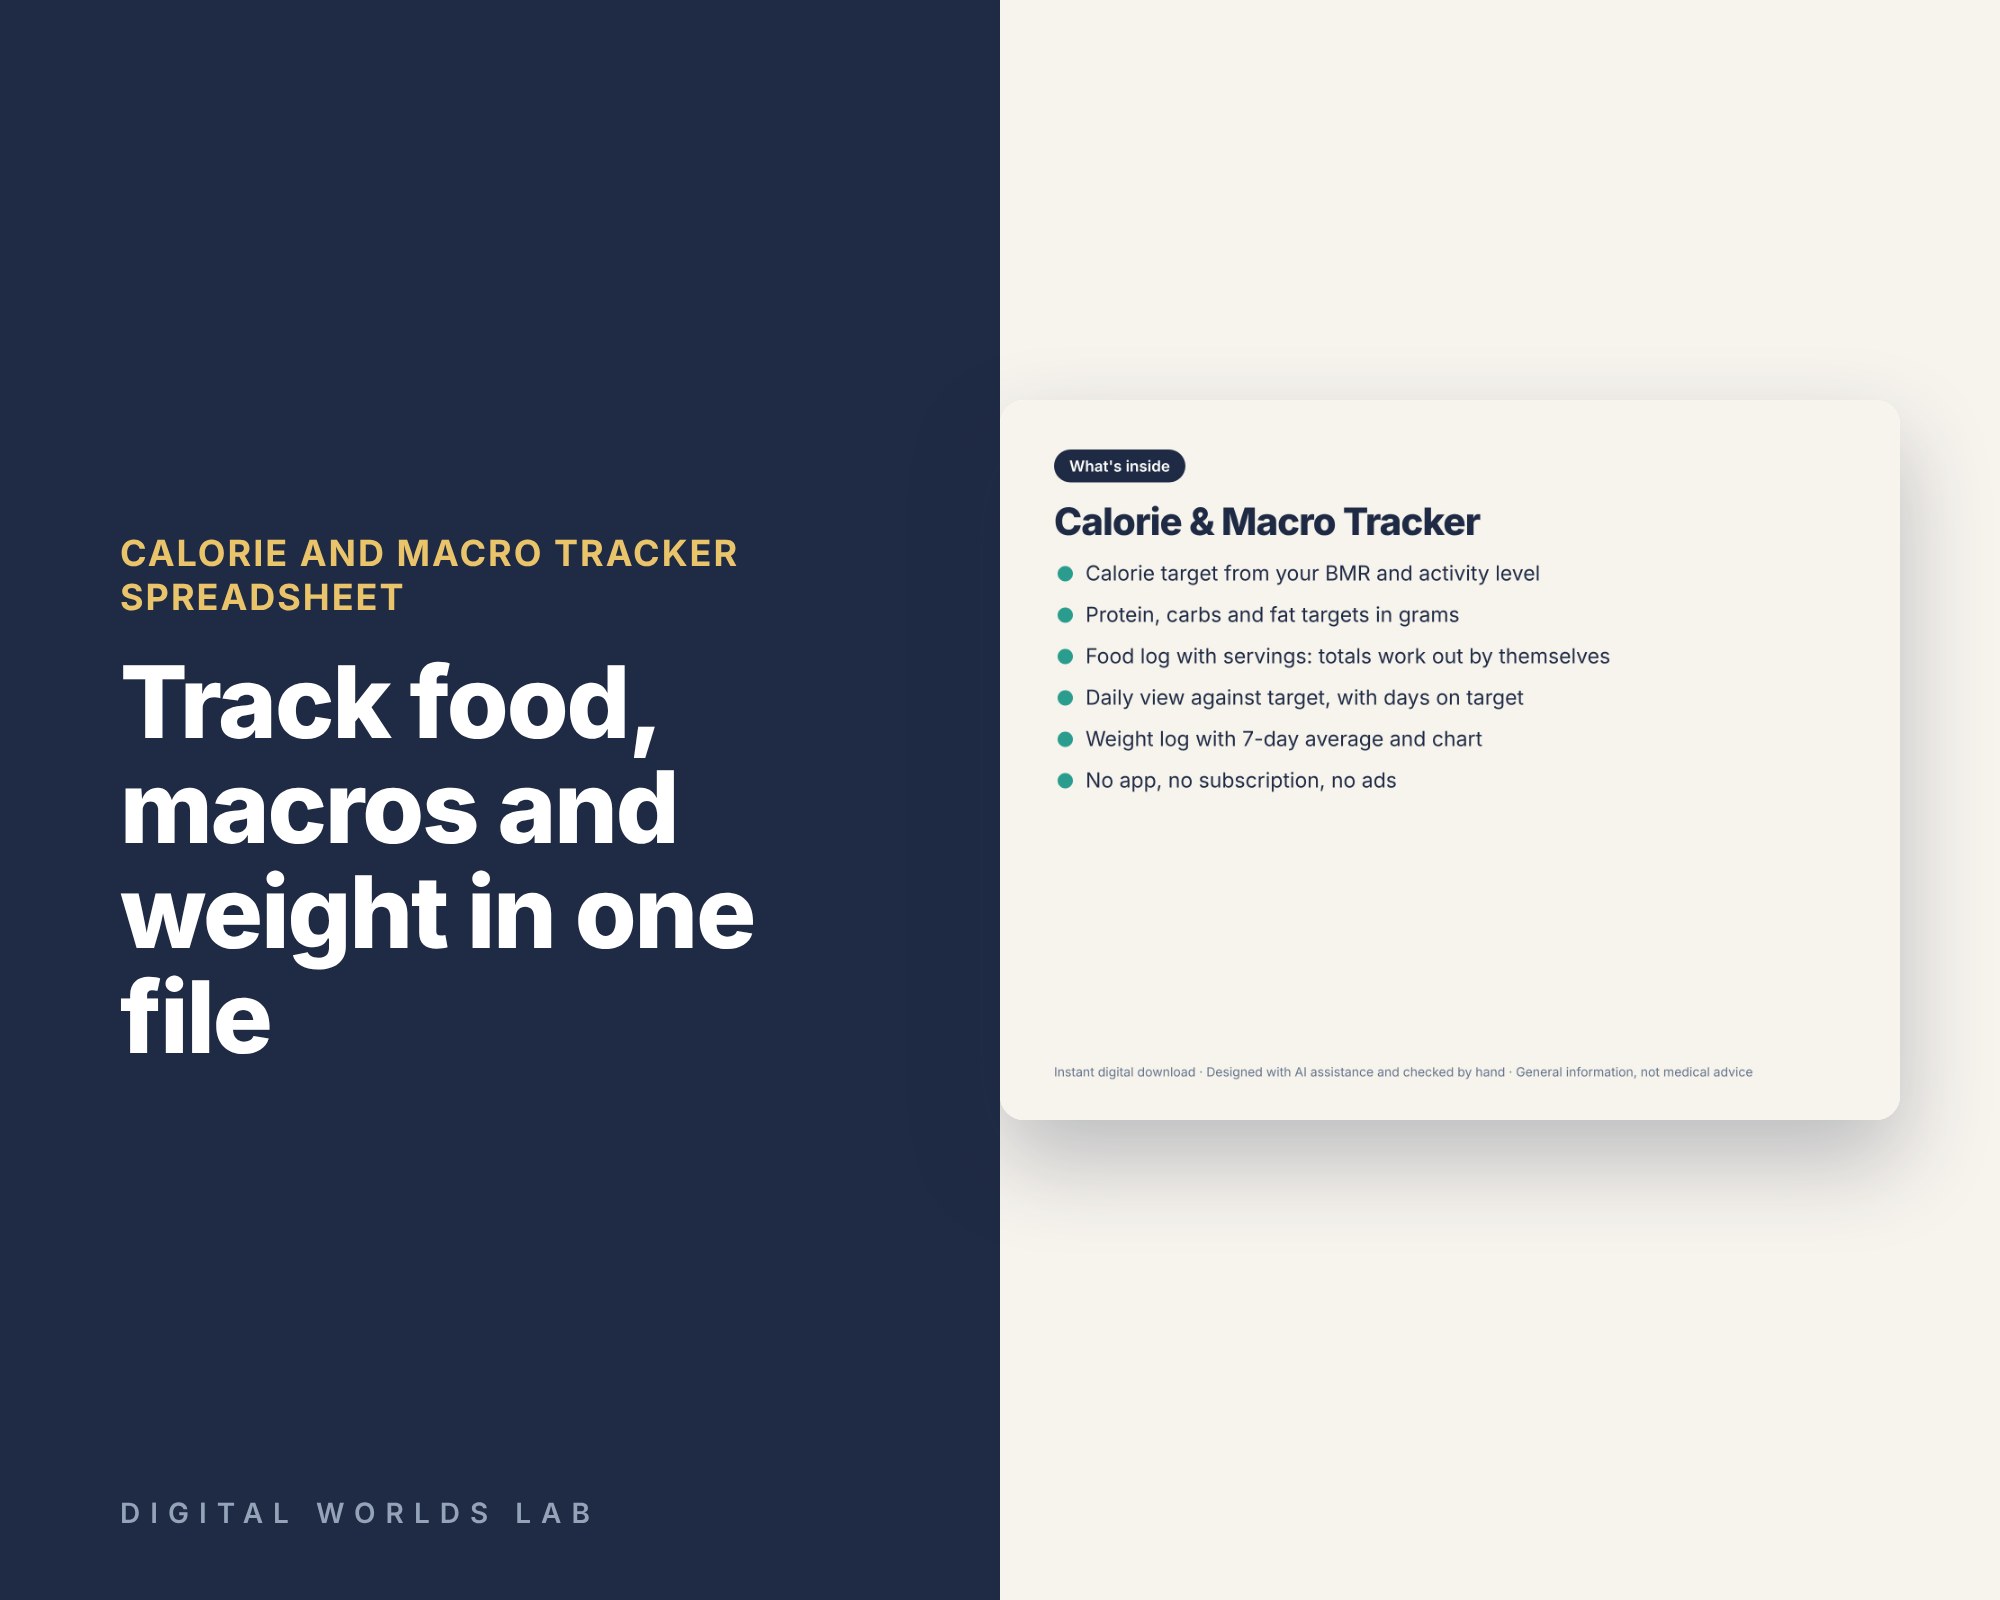 CALORIE AND MACRO TRACKER
SPREADSHEET
Track food,
macros and
weight in one
file
DIGITAL WORLDS LAB
What's inside
Calorie & Macro Tracker
Calorie target from your BMR and activity level
Protein, carbs and fat targets in grams
Food log with servings: totals work out by themselves
Daily view against target, with days on target
Weight log with 7-day average and chart
No app, no subscription, no ads
Instant digital download · Designed with AI assistance and checked by hand · General information, not medical advice